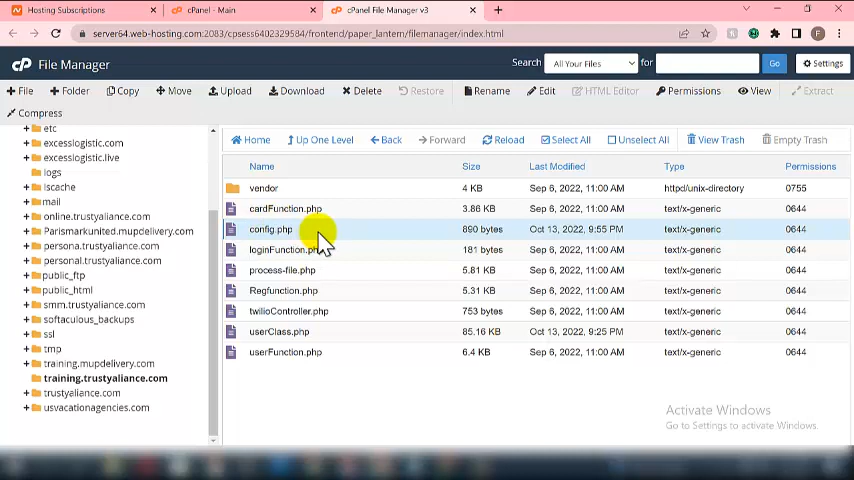 Hosting Subscriptions
cPanel - Main
cPanel File Manager v3
server64.web-hosting.com:2083/cpsess6402329584/frontend/paper_lantern/filemanager/index.html
File Manager
Search All Your Files for Go Settings
File Folder Copy Move Upload Download Delete Restore Rename Edit HTML Editor Permissions View Extract
Compress
Home Up One Level Back Forward Reload Select All Unselect All View Trash Empty Trash
etc
excesslogistic.com
excesslogistic.live
logs
lscache
mail
online.trustyaliance.com
Parismarkunited.mupdelivery.com
persona.trustyaliance.com
personal.trustyaliance.com
public_ftp
public_html
smm.trustyaliance.com
softaculous_backups
ssl
tmp
training.mupdelivery.com
training.trustyaliance.com
trustyaliance.com
usvacationagencies.com
Name Size Last Modified Type Permissions
vendor 4 KB Sep 6, 2022, 11:00 AM httpd/unix-directory 0755
cardFunction.php 3.86 KB Sep 6, 2022, 11:00 AM text/x-generic 0644
config.php 890 bytes Oct 13, 2022, 9:55 PM text/x-generic 0644
loginFunction.php 181 bytes Sep 6, 2022, 11:00 AM text/x-generic 0644
process-file.php 5.81 KB Sep 6, 2022, 11:00 AM text/x-generic 0644
Regfunction.php 5.31 KB Sep 6, 2022, 11:00 AM text/x-generic 0644
twilioController.php 753 bytes Sep 6, 2022, 11:00 AM text/x-generic 0644
userClass.php 85.16 KB Oct 13, 2022, 9:25 PM text/x-generic 0644
userFunction.php 6.4 KB Sep 6, 2022, 11:00 AM text/x-generic 0644
Activate Windows
Go to Settings to activate Windows.